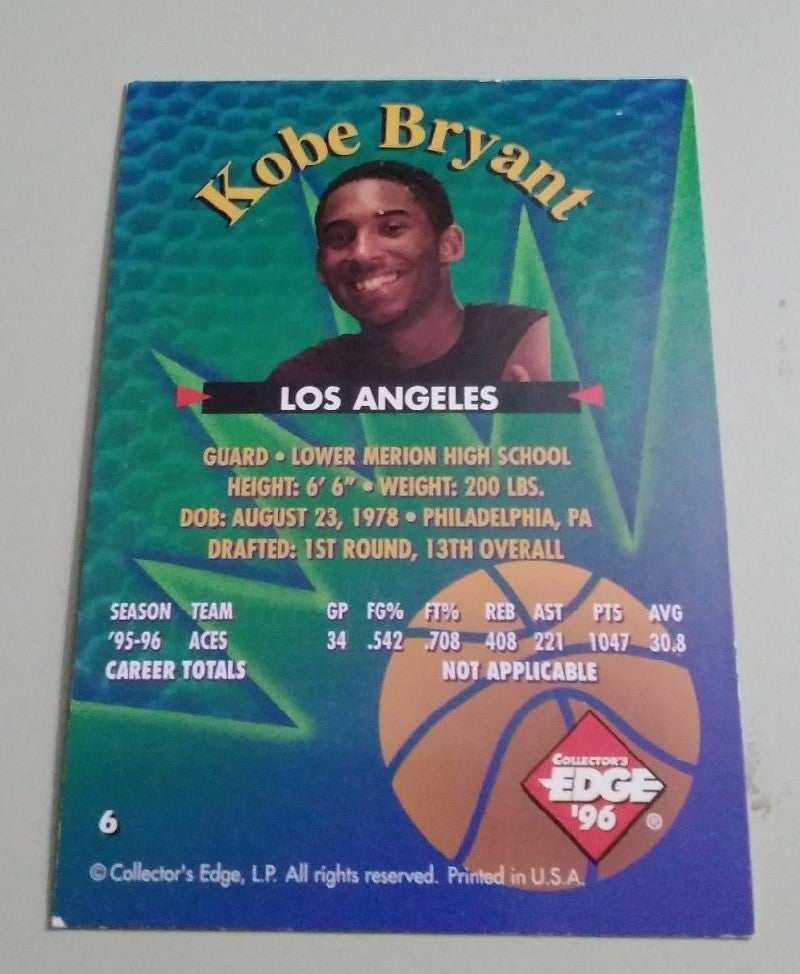 Kobe Bryant
LOS ANGELES
GUARD • LOWER MERION HIGH SCHOOL
HEIGHT: 6' 6" • WEIGHT: 200 LBS.
DOB: AUGUST 23, 1978 • PHILADELPHIA, PA
DRAFTED: 1ST ROUND, 13TH OVERALL
SEASON TEAM GP FG% FT% REB AST PTS AVG
'95-96 ACES 34 .542 .708 408 221 1047 30.8
CAREER TOTALS NOT APPLICABLE
COLLECTOR'S
EDGE
'96 ®
6
© Collector's Edge, L.P. All rights reserved. Printed in U.S.A.